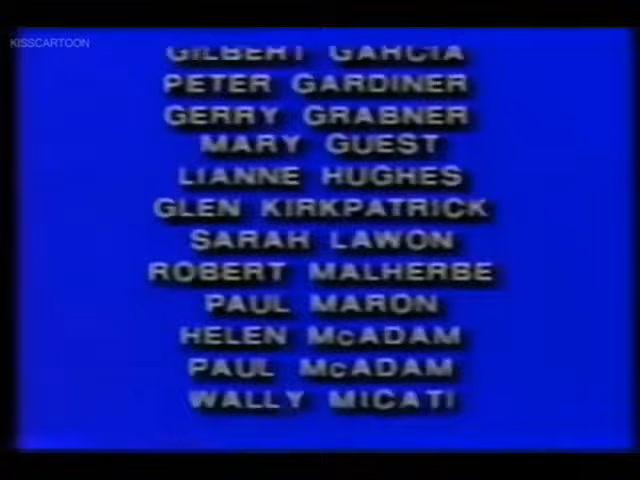 KISSCARTOON
GILBERT GARCIA
PETER GARDINER
GERRY GRABNER
MARY GUEST
LIANNE HUGHES
GLEN KIRKPATRICK
SARAH LAWON
ROBERT MALHERBE
PAUL MARON
HELEN McADAM
PAUL McADAM
WALLY MICATI